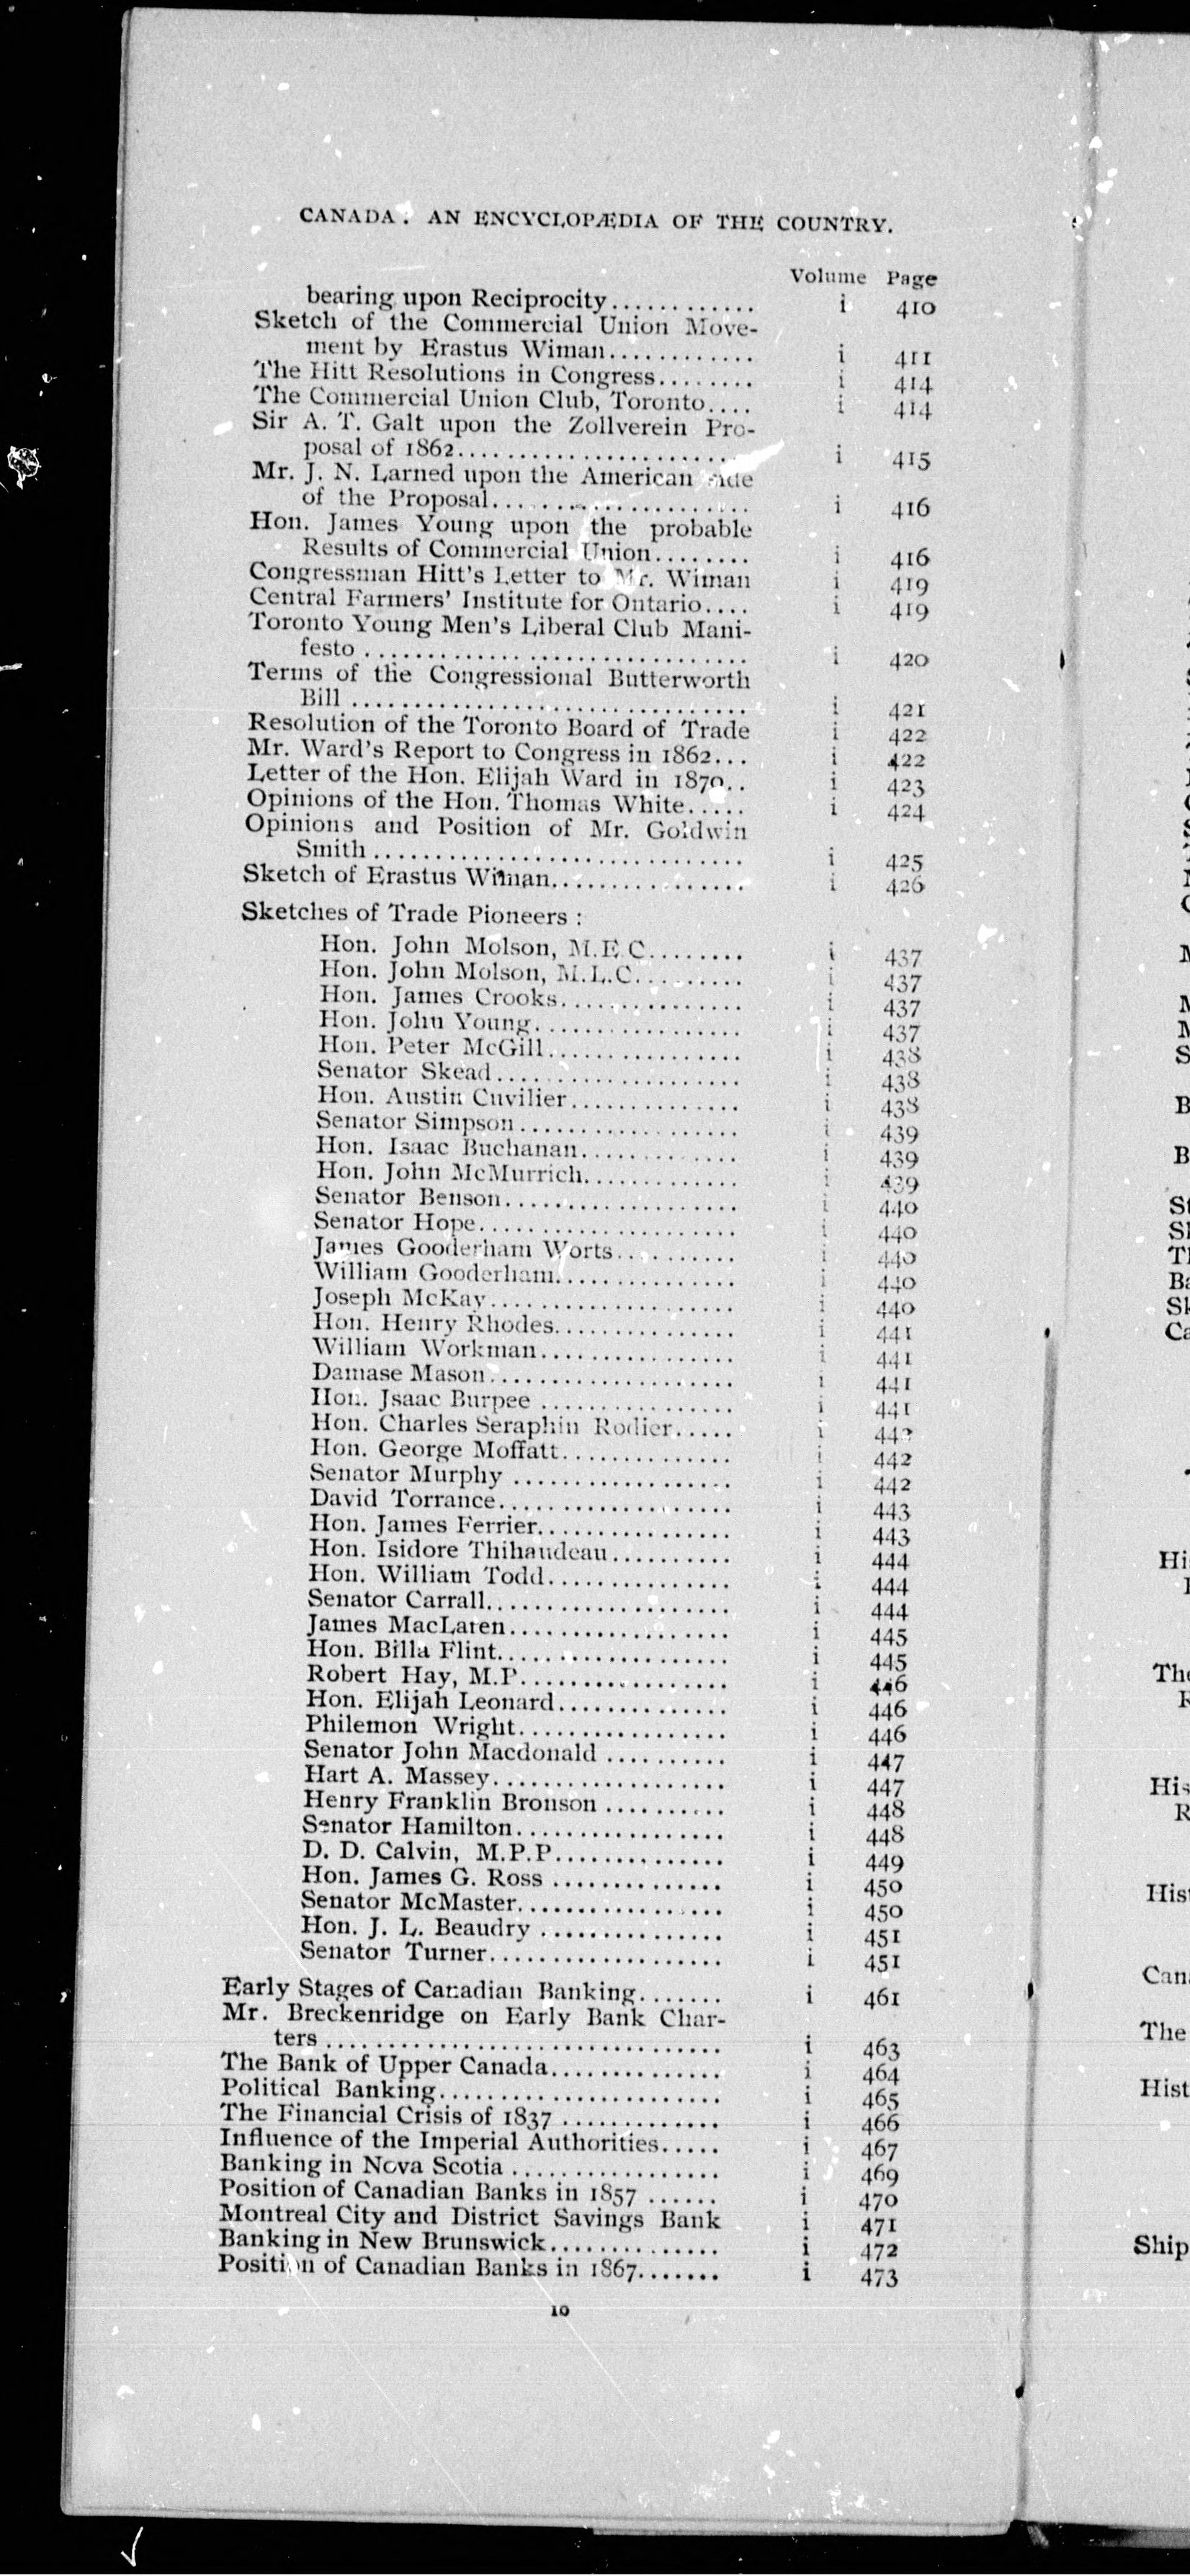 CANADA. AN ENCYCLOPÆDIA OF THE COUNTRY.
Volume Page
bearing upon Reciprocity............ i 410
Sketch of the Commercial Union Move-
ment by Erastus Wiman............ i 411
The Hitt Resolutions in Congress........ i 414
The Commercial Union Club, Toronto.... i 414
Sir A. T. Galt upon the Zollverein Pro-
posal of 1862...................... i 415
Mr. J. N. Larned upon the American side
of the Proposal.................... i 416
Hon. James Young upon the probable
Results of Commercial Union........ i 416
Congressman Hitt's Letter to Mr. Wiman i 419
Central Farmers' Institute for Ontario.... i 419
Toronto Young Men's Liberal Club Mani-
festo .............................. i 420
Terms of the Congressional Butterworth
Bill .............................. i 421
Resolution of the Toronto Board of Trade i 422
Mr. Ward's Report to Congress in 1862... i 422
Letter of the Hon. Elijah Ward in 1870.. i 423
Opinions of the Hon. Thomas White..... i 424
Opinions and Position of Mr. Goldwin
Smith .............................. i 425
Sketch of Erastus Wiman................ i 426
Sketches of Trade Pioneers :
Hon. John Molson, M.E C........ i 437
Hon. John Molson, M.L.C......... i 437
Hon. James Crooks............... i 437
Hon. John Young................. i 437
Hon. Peter McGill................ i 438
Senator Skead.................... i 438
Hon. Austin Cuvilier.............. i 438
Senator Simpson.................. i 439
Hon. Isaac Buchanan............. i 439
Hon. John McMurrich............. i 439
Senator Benson................... i 440
Senator Hope..................... i 440
James Gooderham Worts.......... i 440
William Gooderham............... i 440
Joseph McKay.................... i 440
Hon. Henry Rhodes............... i 441
William Workman................ i 441
Damase Mason.................... i 441
Hon. Jsaac Burpee ................ i 441
Hon. Charles Seraphin Rodier..... i 442
Hon. George Moffatt.............. i 442
Senator Murphy .................. i 442
David Torrance................... i 443
Hon. James Ferrier................ i 443
Hon. Isidore Thihaudeau.......... i 444
Hon. William Todd............... i 444
Senator Carrall.................... i 444
James MacLaren.................. i 445
Hon. Billa Flint................... i 445
Robert Hay, M.P................. i 446
Hon. Elijah Leonard.............. i 446
Philemon Wright................. i 446
Senator John Macdonald .......... i 447
Hart A. Massey................... i 447
Henry Franklin Bronson .......... i 448
Senator Hamilton................. i 448
D. D. Calvin, M.P.P.............. i 449
Hon. James G. Ross .............. i 450
Senator McMaster................. i 450
Hon. J. L. Beaudry ............... i 451
Senator Turner................... i 451
Early Stages of Canadian Banking....... i 461
Mr. Breckenridge on Early Bank Char-
ters ................................ i 463
The Bank of Upper Canada.............. i 464
Political Banking....................... i 465
The Financial Crisis of 1837 ............. i 466
Influence of the Imperial Authorities..... i 467
Banking in Nova Scotia ................. i 469
Position of Canadian Banks in 1857 ...... i 470
Montreal City and District Savings Bank i 471
Banking in New Brunswick.............. i 472
Position of Canadian Banks in 1867....... i 473
10